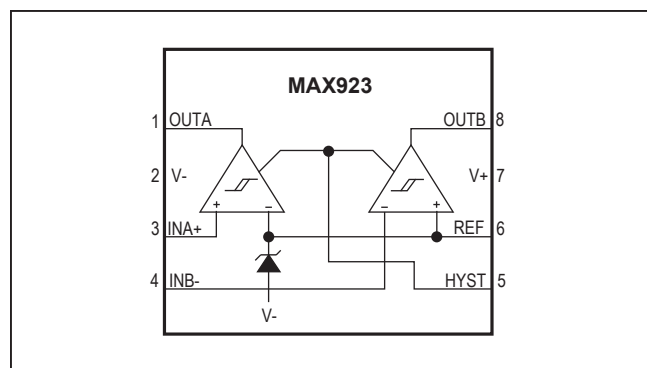 MAX923
1 OUTA OUTB 8
2 V- V+ 7
+ - - +
3 INA+ REF 6
4 INB- HYST 5
V-